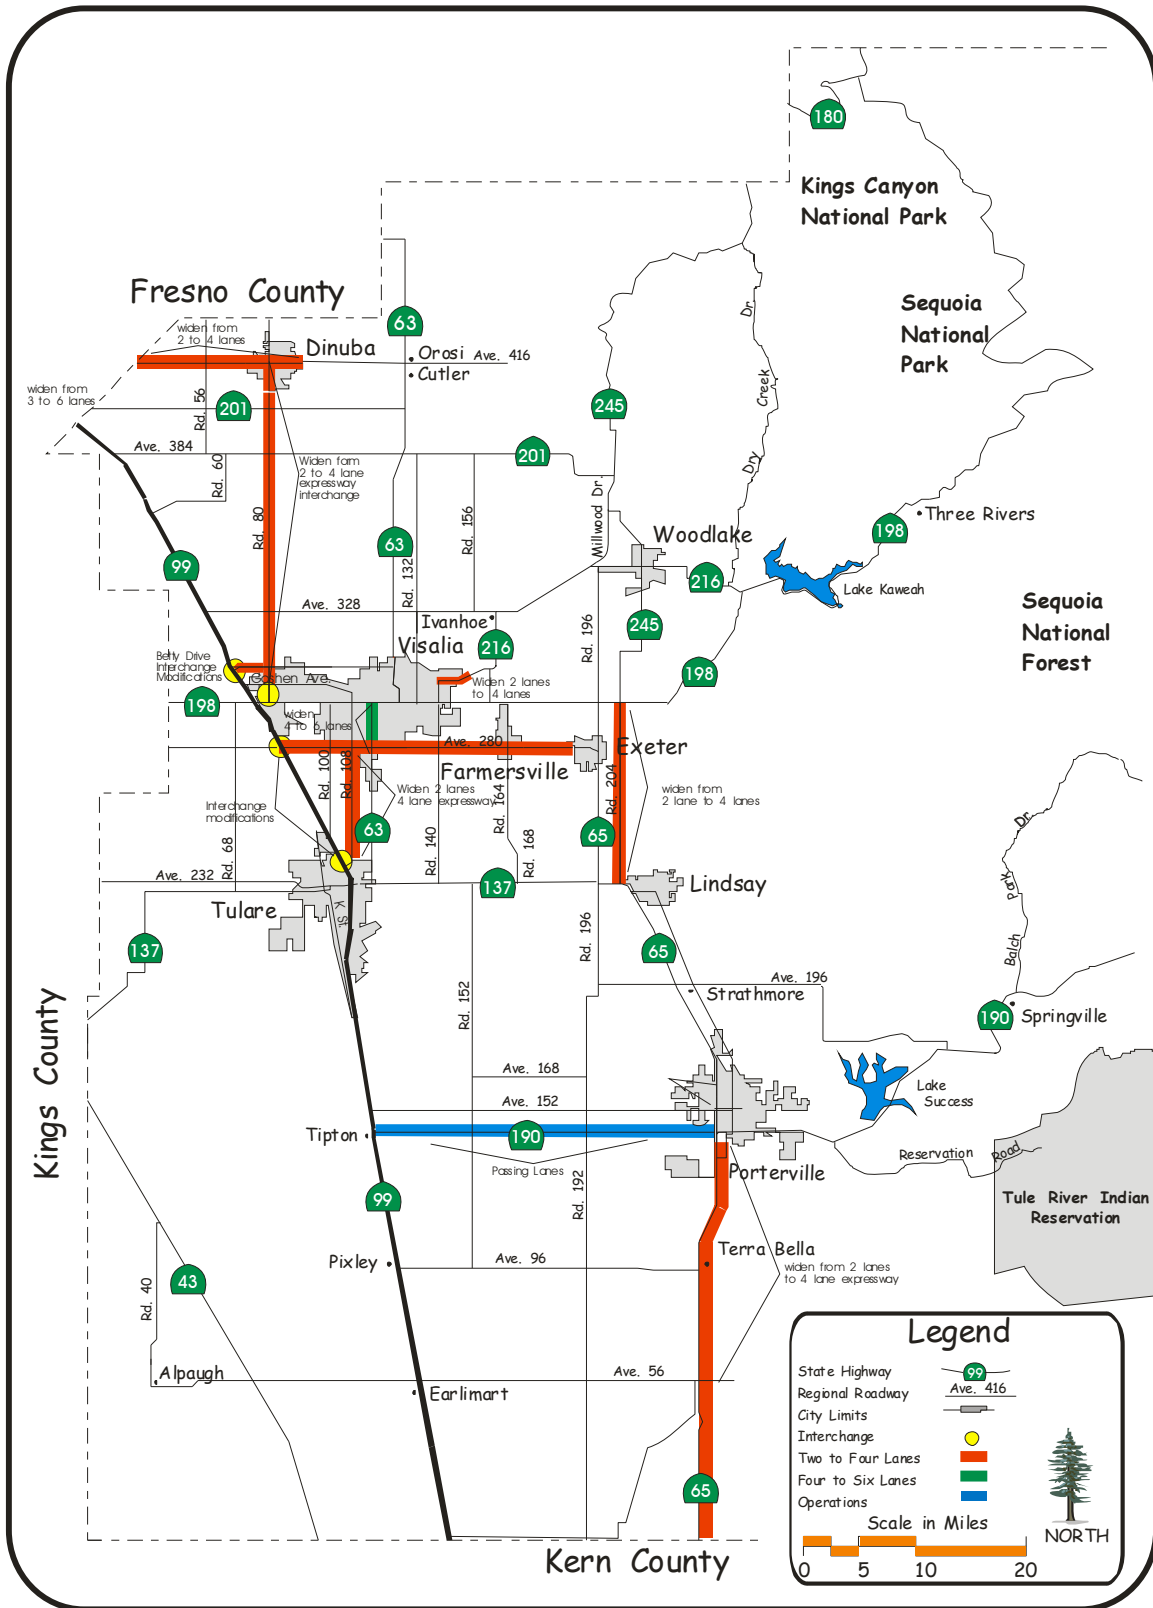 180
Kings Canyon
National Park
Fresno County
Sequoia
National
Park
widen from
2 to 4 lanes
63
Dinuba
Orosi
Ave. 416
Cutler
Dr.
Creek
Dry
widen from
3 to 6 lanes
Rd. 56
201
245
Ave. 384
201
Rd. 60
Widen fom
2 to 4 lane
expressway
interchange
Rd. 80
Rd. 156
Millwood Dr.
Three Rivers
198
63
Woodlake
99
Rd. 132
216
Lake Kaweah
Ave. 328
Ivanhoe
Rd. 196
245
Sequoia
National
Forest
Visalia
216
Betty Drive
Interchange
Modifications
Goshen Ave.
Widen 2 lanes
to 4 lanes
198
198
widen
4 to 6 lanes
Ave. 280
Exeter
Rd. 100
Rd. 108
Farmersville
Rd. 204
Widen 2 lanes
4 lane expressway
Rd. 164
widen from
2 lane to 4 lanes
Interchange
modifications
63
65
Rd. 68
Rd. 140
Rd. 168
Dr.
Park
Balch
Ave. 232
137
Lindsay
Tulare
K St.
Rd. 196
137
65
Ave. 196
Strathmore
Rd. 152
190
Springville
Kings County
Ave. 168
Lake
Success
Ave. 152
Tipton
190
Passing Lanes
Reservation
Road
Porterville
Rd. 192
99
Tule River Indian
Reservation
Terra Bella
Pixley
Ave. 96
widen from 2 lanes
to 4 lane expressway
Rd. 40
43
Alpaugh
Ave. 56
Earlimart
65
Kern County
Legend
State Highway
99
Regional Roadway
Ave. 416
City Limits
Interchange
Two to Four Lanes
Four to Six Lanes
Operations
Scale in Miles
0 5 10 20
NORTH